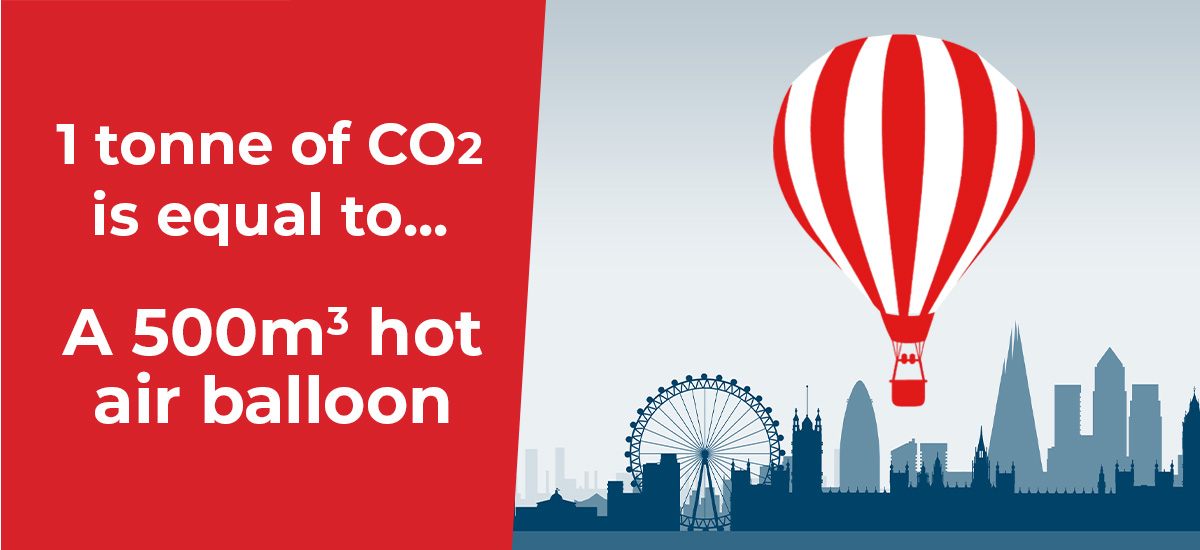 1 tonne of CO2
is equal to...
A 500m³ hot
air balloon